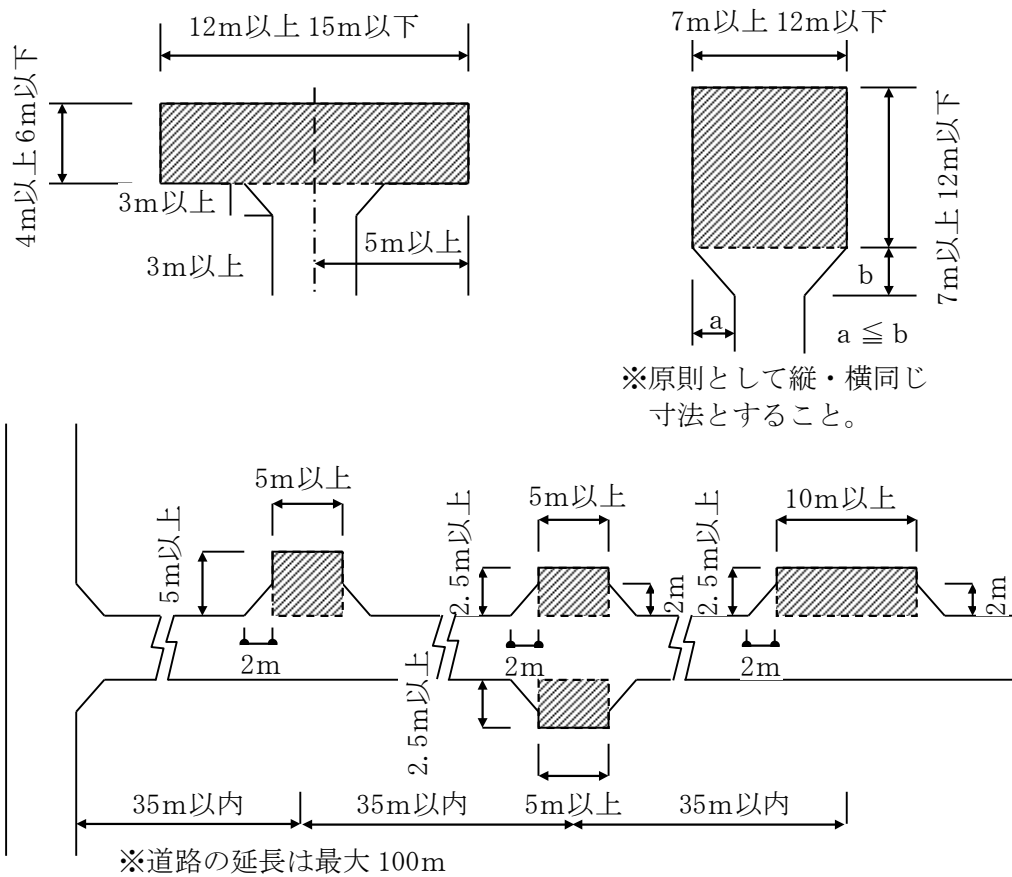 12m以上 15m以下
4m以上 6m以下
3m以上
3m以上
5m以上
7m以上 12m以下
7m以上 12m以下
b
a
a ≦ b
※原則として縦・横同じ
寸法とすること。
5m以上
5m以上
2m
5m以上
2.5m以上
2m
2m
2.5m以上
5m以上
10m以上
2.5m以上
2m
2m
35m以内
35m以内
35m以内
※道路の延長は最大 100m